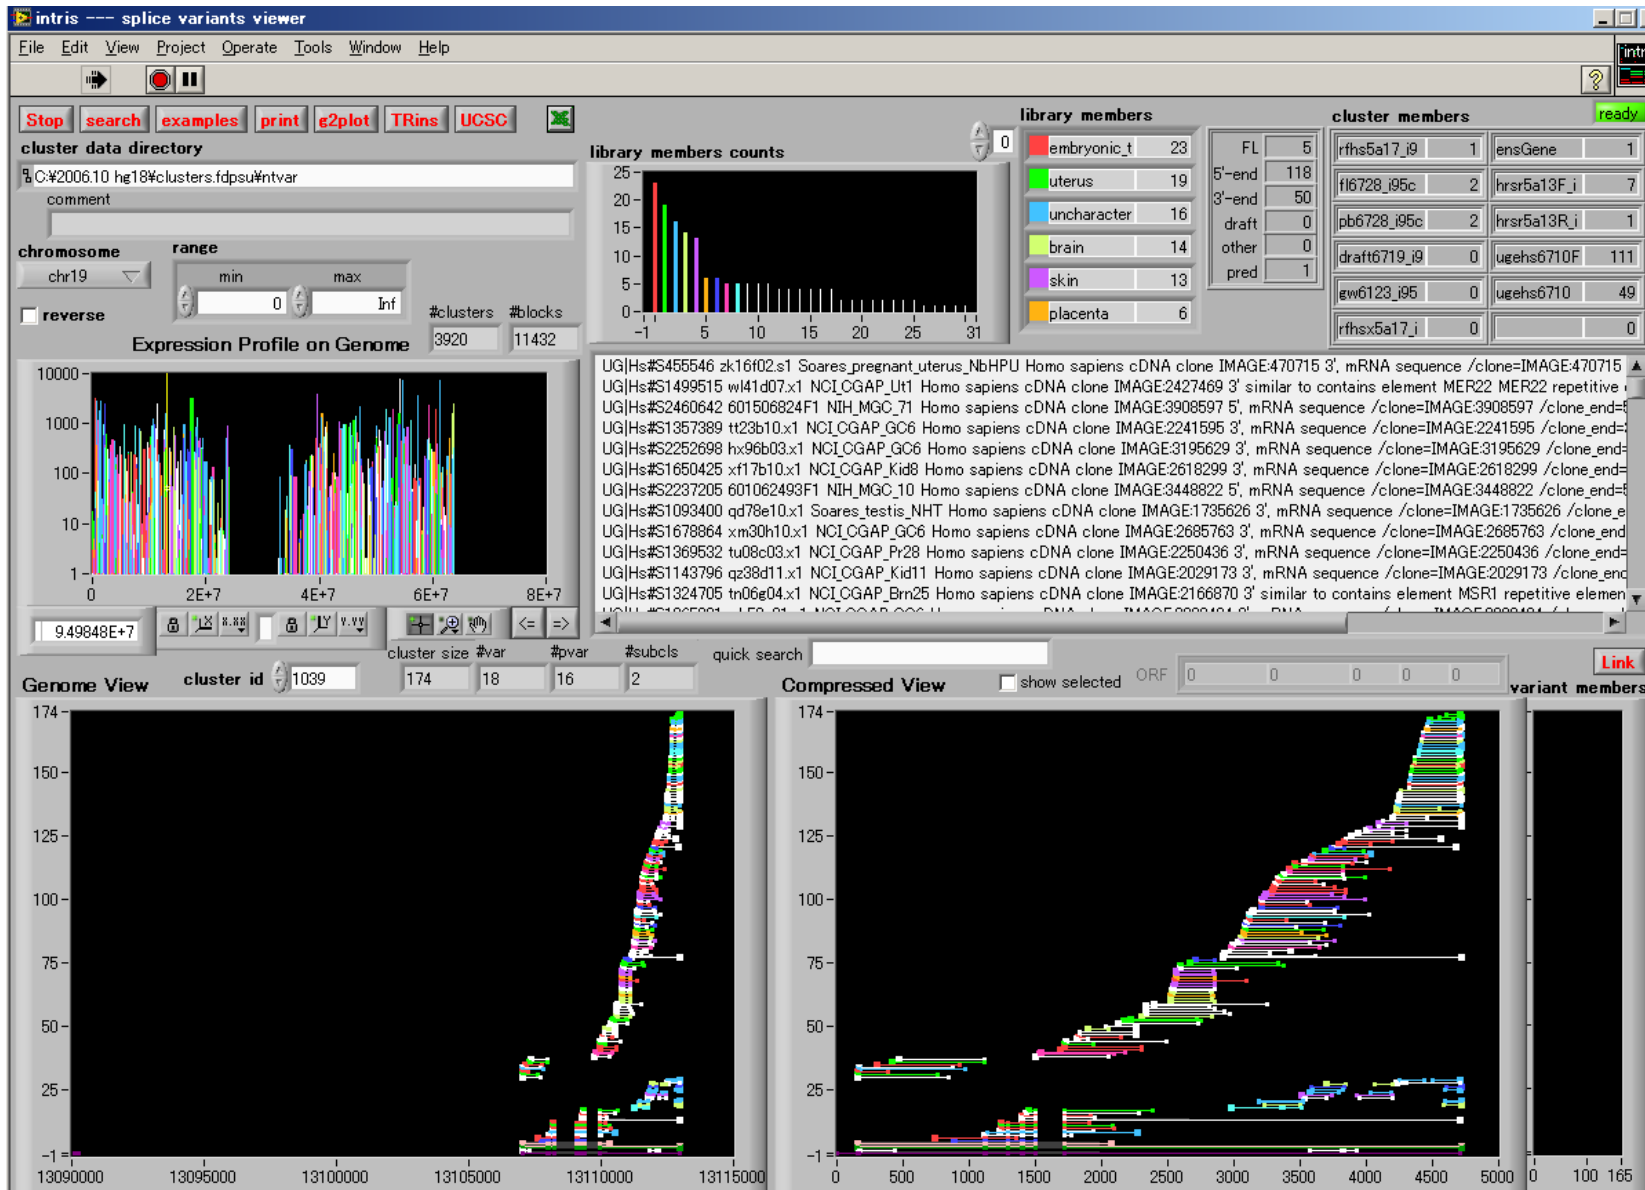 intris --- splice variants viewer
File Edit View Project Operate Tools Window Help
intr
Stop search examples print g2plot TRins UCSC
cluster data directory
C:¥2006.10 hg18¥clusters.fdpsu¥ntvar
comment
chromosome
chr19
reverse
range
min max
0 Inf
#clusters #blocks
3920 11432
library members counts
0
25
20
15
10
5
0
-1 5 10 15 20 25 31
library members
embryonic_t 23
uterus 19
uncharacter 16
brain 14
skin 13
placenta 6
FL 5
5'-end 118
3'-end 50
draft 0
other 0
pred 1
cluster members
ready
rfhs5a17_i9 1 ensGene 1
fl6728_i95c 2 hrsr5a13F_i 7
pb6728_i95c 2 hrsr5a13R_i 1
draft6719_i9 0 ugehs6710F 111
gw6123_i95 0 ugehs6710 49
rfhsx5a17_i 0 0
Expression Profile on Genome
10000
1000
100
10
1
0 2E+7 4E+7 6E+7 8E+7
9.49848E+7
<= =>
UG|Hs#S455546 zk16f02.s1 Soares_pregnant_uterus_NbHPU Homo sapiens cDNA clone IMAGE:470715 3', mRNA sequence /clone=IMAGE:470715
UG|Hs#S1499515 wl41d07.x1 NCI_CGAP_Ut1 Homo sapiens cDNA clone IMAGE:2427469 3' similar to contains element MER22 MER22 repetitive
UG|Hs#S2460642 601506824F1 NIH_MGC_71 Homo sapiens cDNA clone IMAGE:3908597 5', mRNA sequence /clone=IMAGE:3908597 /clone_end=
UG|Hs#S1357389 tt23b10.x1 NCI_CGAP_GC6 Homo sapiens cDNA clone IMAGE:2241595 3', mRNA sequence /clone=IMAGE:2241595 /clone_end=
UG|Hs#S2252698 hx96b03.x1 NCI_CGAP_GC6 Homo sapiens cDNA clone IMAGE:3195629 3', mRNA sequence /clone=IMAGE:3195629 /clone_end=
UG|Hs#S1650425 xf17b10.x1 NCI_CGAP_Kid8 Homo sapiens cDNA clone IMAGE:2618299 3', mRNA sequence /clone=IMAGE:2618299 /clone_end=
UG|Hs#S2237205 601062493F1 NIH_MGC_10 Homo sapiens cDNA clone IMAGE:3448822 5', mRNA sequence /clone=IMAGE:3448822 /clone_end=
UG|Hs#S1093400 qd78e10.x1 Soares_testis_NHT Homo sapiens cDNA clone IMAGE:1735626 3', mRNA sequence /clone=IMAGE:1735626 /clone_e
UG|Hs#S1678864 xm30h10.x1 NCI_CGAP_GC6 Homo sapiens cDNA clone IMAGE:2685763 3', mRNA sequence /clone=IMAGE:2685763 /clone_end
UG|Hs#S1369532 tu08c03.x1 NCI_CGAP_Pr28 Homo sapiens cDNA clone IMAGE:2250436 3', mRNA sequence /clone=IMAGE:2250436 /clone_end=
UG|Hs#S1143796 qz38d11.x1 NCI_CGAP_Kid11 Homo sapiens cDNA clone IMAGE:2029173 3', mRNA sequence /clone=IMAGE:2029173 /clone_enc
UG|Hs#S1324705 tn06g04.x1 NCI_CGAP_Brn25 Homo sapiens cDNA clone IMAGE:2166870 3' similar to contains element MSR1 repetitive elemen
cluster size #var #pvar #subcls
cluster id 1039 174 18 16 2
quick search
show selected
ORF 0 0 0 0 0
Link
Genome View
174
150
125
100
75
50
25
-1
13090000 13095000 13100000 13105000 13110000 13115000
Compressed View
174
150
125
100
75
50
25
-1
0 500 1000 1500 2000 2500 3000 3500 4000 4500 5000
variant members
0 100 165